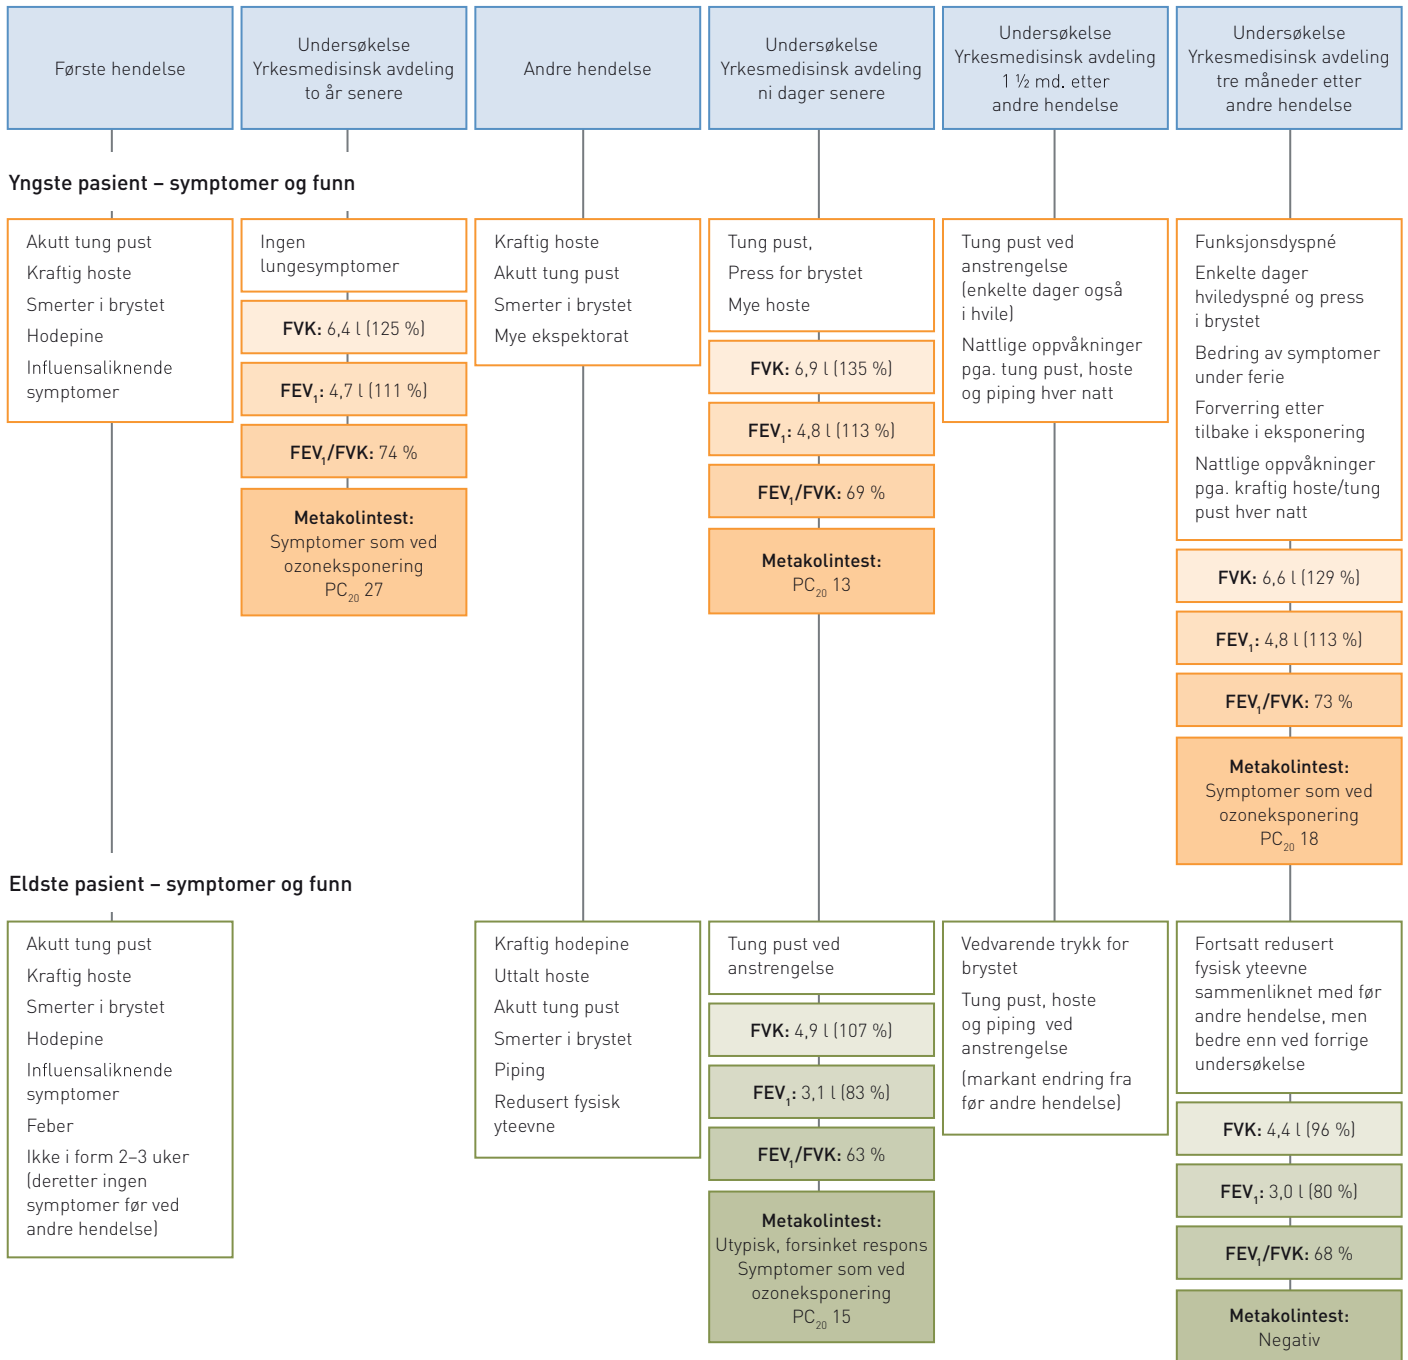 Første hendelse
Undersøkelse
Yrkesmedisinsk avdeling
to år senere
Andre hendelse
Undersøkelse
Yrkesmedisinsk avdeling
ni dager senere
Undersøkelse
Yrkesmedisinsk avdeling
1 ½ md. etter
andre hendelse
Undersøkelse
Yrkesmedisinsk avdeling
tre måneder etter
andre hendelse
Yngste pasient – symptomer og funn
Akutt tung pust
Kraftig hoste
Smerter i brystet
Hodepine
Influensaliknende
symptomer
Ingen
lungesymptomer
FVK: 6,4 l (125 %)
FEV₁: 4,7 l (111 %)
FEV₁/FVK: 74 %
Metakolintest:
Symptomer som ved
ozoneksponering
PC₂₀ 27
Kraftig hoste
Akutt tung pust
Smerter i brystet
Mye ekspektorat
Tung pust,
Press for brystet
Mye hoste
FVK: 6,9 l (135 %)
FEV₁: 4,8 l (113 %)
FEV₁/FVK: 69 %
Metakolintest:
PC₂₀ 13
Tung pust ved
anstrengelse
(enkelte dager også
i hvile)
Nattlige oppvåkninger
pga. tung pust, hoste
og piping hver natt
Funksjonsdyspné
Enkelte dager
hviledyspné og press
i brystet
Bedring av symptomer
under ferie
Forverring etter
tilbake i eksponering
Nattlige oppvåkninger
pga. kraftig hoste/tung
pust hver natt
FVK: 6,6 l (129 %)
FEV₁: 4,8 l (113 %)
FEV₁/FVK: 73 %
Metakolintest:
Symptomer som ved
ozoneksponering
PC₂₀ 18
Eldste pasient – symptomer og funn
Akutt tung pust
Kraftig hoste
Smerter i brystet
Hodepine
Influensaliknende
symptomer
Feber
Ikke i form 2–3 uker
(deretter ingen
symptomer før ved
andre hendelse)
Kraftig hodepine
Uttalt hoste
Akutt tung pust
Smerter i brystet
Piping
Redusert fysisk
yteevne
Tung pust ved
anstrengelse
FVK: 4,9 l (107 %)
FEV₁: 3,1 l (83 %)
FEV₁/FVK: 63 %
Metakolintest:
Utypisk, forsinket respons
Symptomer som ved
ozoneksponering
PC₂₀ 15
Vedvarende trykk for
brystet
Tung pust, hoste
og piping ved
anstrengelse
(markant endring fra
før andre hendelse)
Fortsatt redusert
fysisk yteevne
sammenliknet med før
andre hendelse, men
bedre enn ved forrige
undersøkelse
FVK: 4,4 l (96 %)
FEV₁: 3,0 l (80 %)
FEV₁/FVK: 68 %
Metakolintest:
Negativ